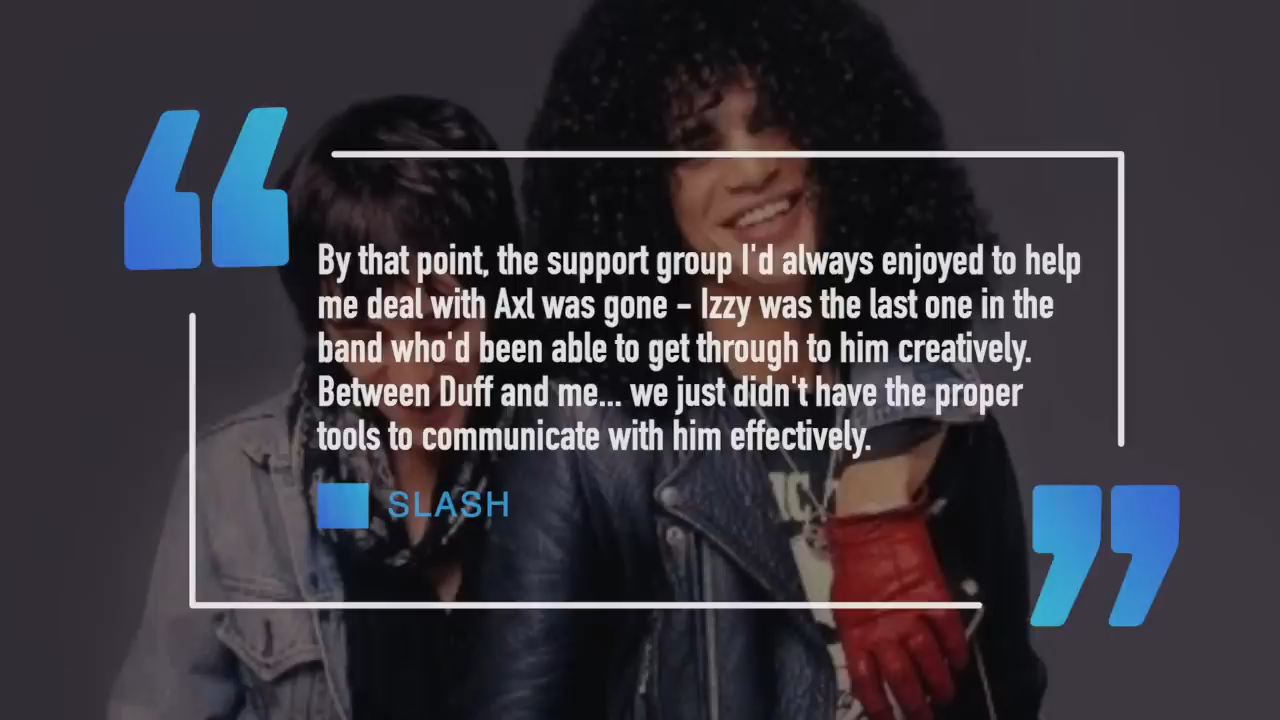 By that point, the support group I'd always enjoyed to help
me deal with Axl was gone - Izzy was the last one in the
band who'd been able to get through to him creatively.
Between Duff and me... we just didn't have the proper
tools to communicate with him effectively.
SLASH